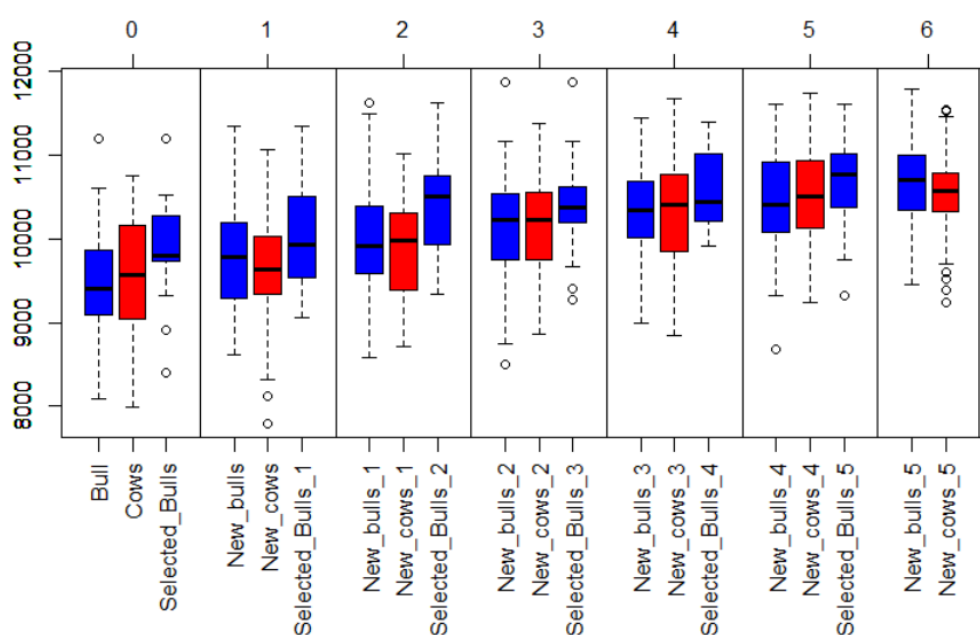 0 1 2 3 4 5 6
12000
11000
10000
9000
8000
Bull
Cows
Selected_Bulls
New_bulls
New_cows
Selected_Bulls_1
New_bulls_1
New_cows_1
Selected_Bulls_2
New_bulls_2
New_cows_2
Selected_Bulls_3
New_bulls_3
New_cows_3
Selected_Bulls_4
New_bulls_4
New_cows_4
Selected_Bulls_5
New_bulls_5
New_cows_5